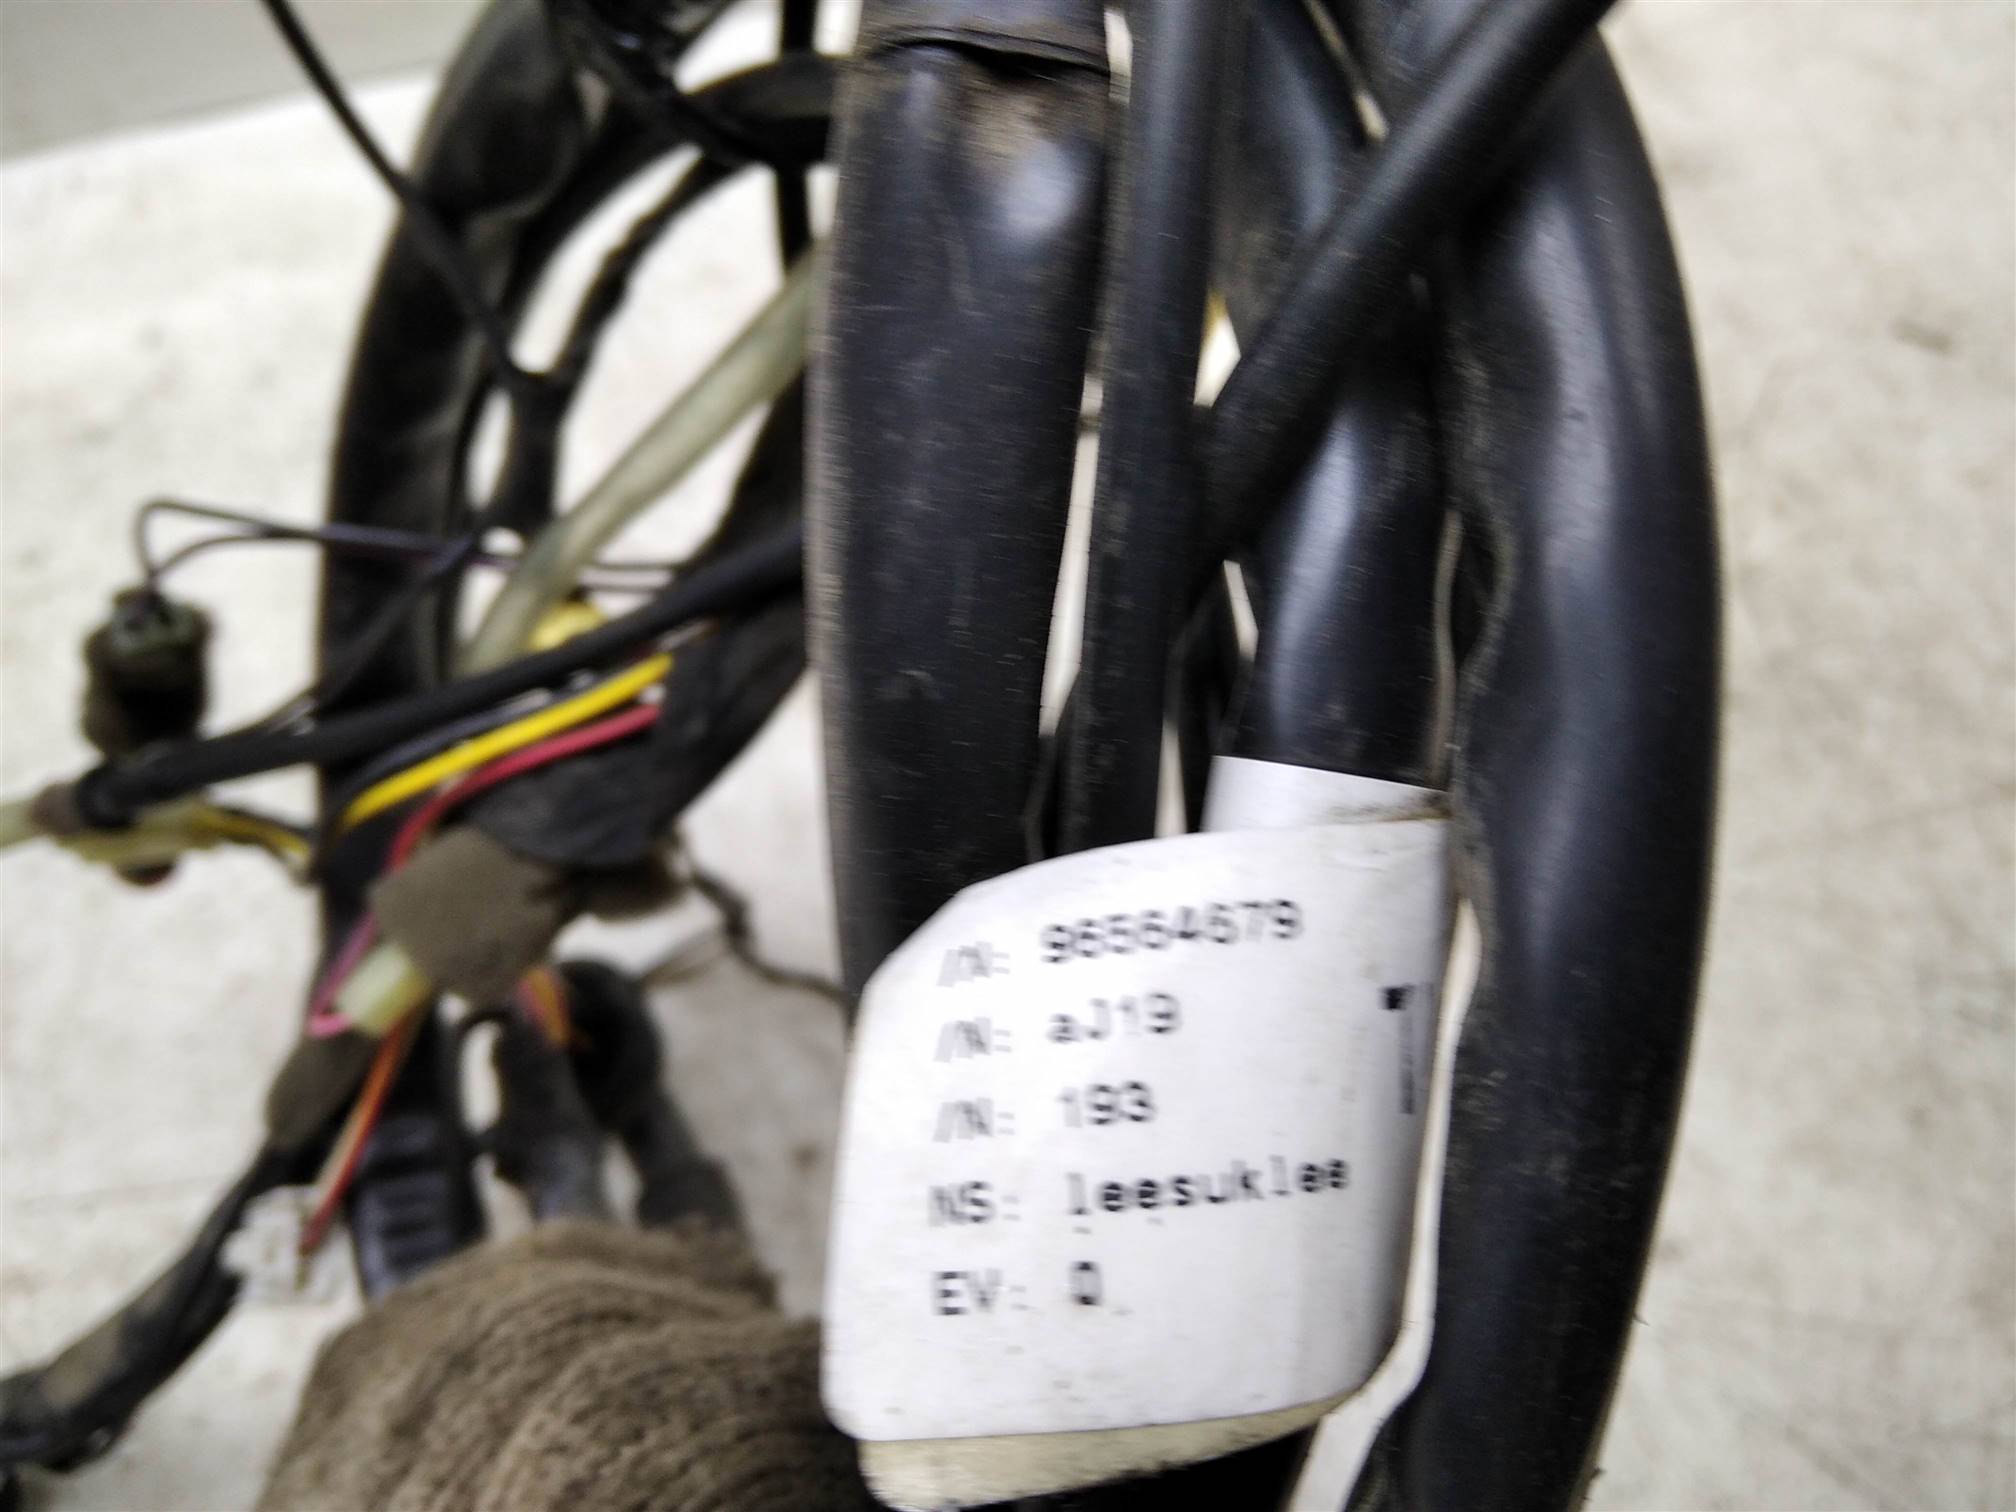 /N: 96564679
/N: aJ19
/N: 193
NS: leesuklee
EV: 0